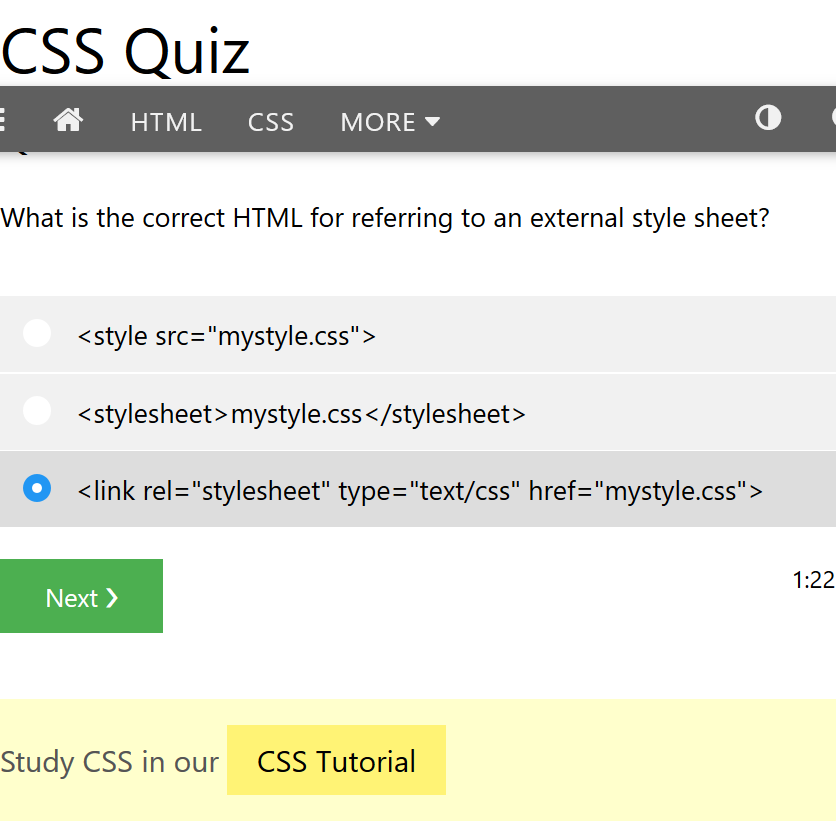 CSS Quiz
HTML CSS MORE
What is the correct HTML for referring to an external style sheet?
<style src="mystyle.css">
<stylesheet>mystyle.css</stylesheet>
<link rel="stylesheet" type="text/css" href="mystyle.css">
Next ❯
1:22
Study CSS in our CSS Tutorial